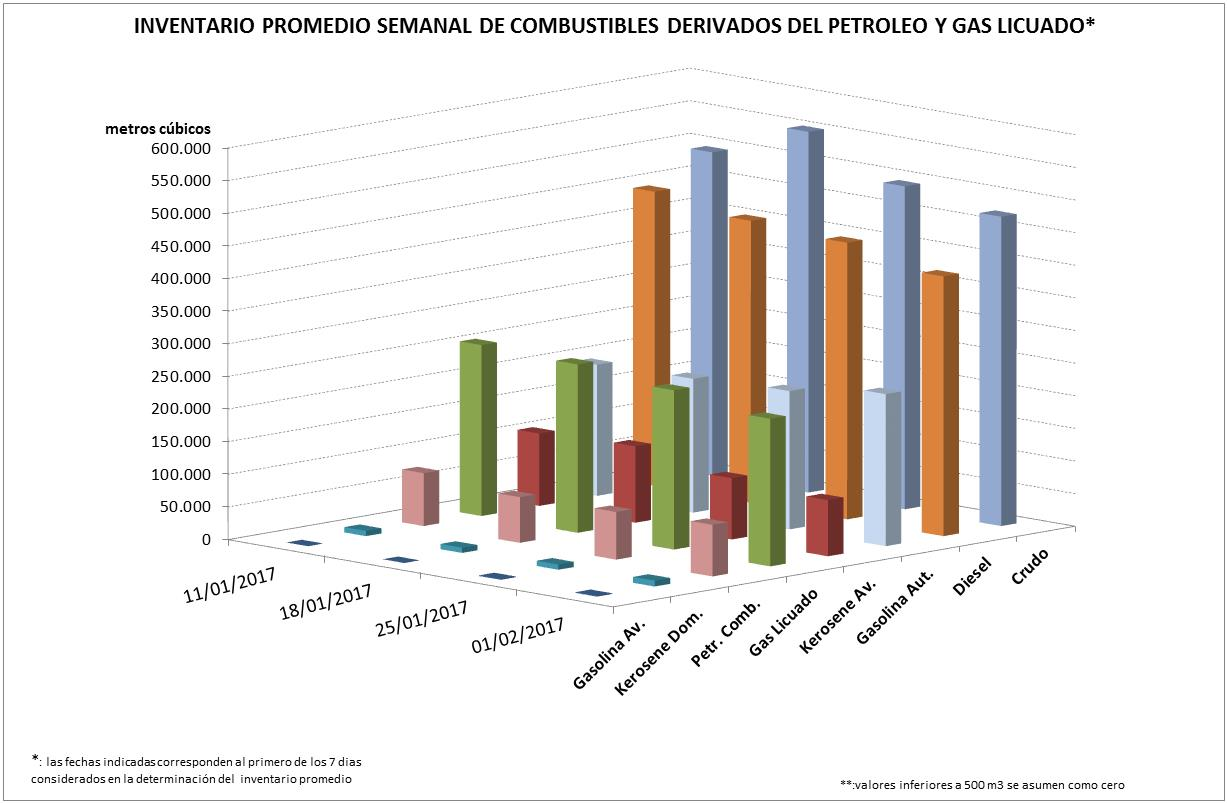 INVENTARIO PROMEDIO SEMANAL DE COMBUSTIBLES DERIVADOS DEL PETROLEO Y GAS LICUADO*
metros cúbicos
600.000
550.000
500.000
450.000
400.000
350.000
300.000
250.000
200.000
150.000
100.000
50.000
0
11/01/2017
18/01/2017
25/01/2017
01/02/2017
Gasolina Av.
Kerosene Dom.
Petr. Comb.
Gas Licuado
Kerosene Av.
Gasolina Aut.
Diesel
Crudo
*: las fechas indicadas corresponden al primero de los 7 dias
considerados en la determinación del inventario promedio
**:valores inferiores a 500 m3 se asumen como cero